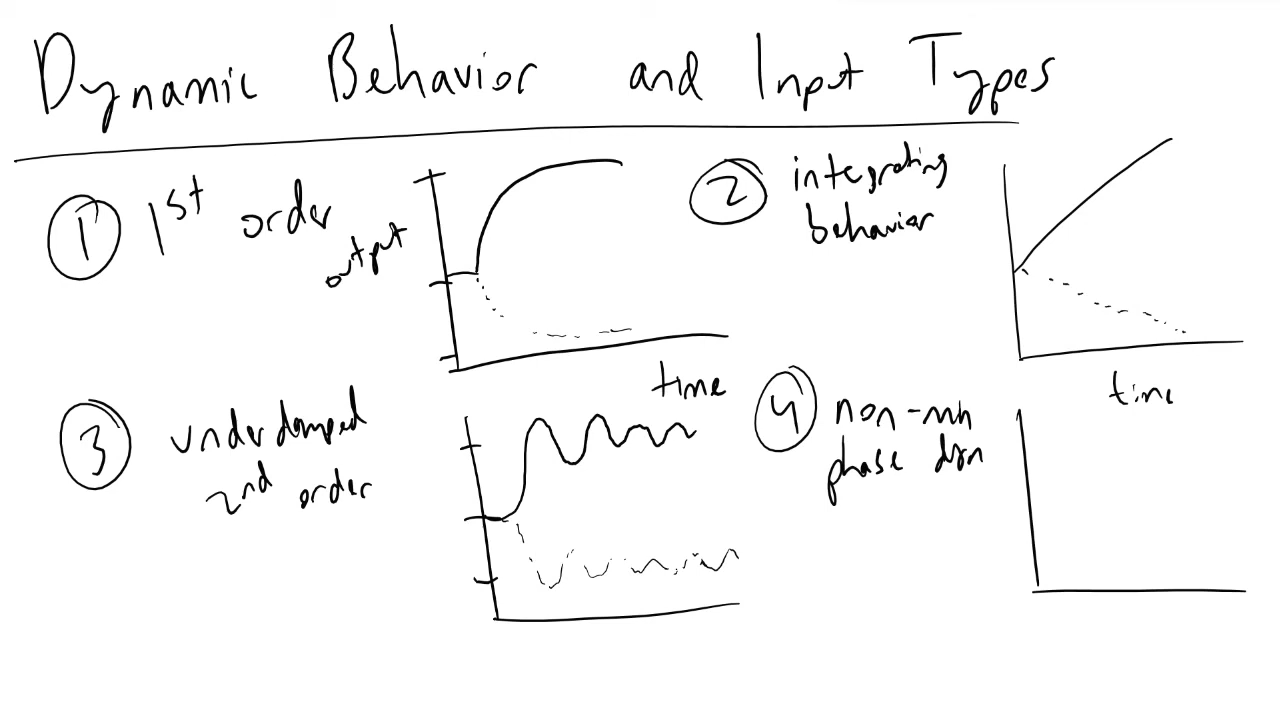 Dynamic Behavior and Input Types
① 1st order
output
time
② integrating
behavior
time
③ underdamped
2nd order
④ non-min
phase dyn